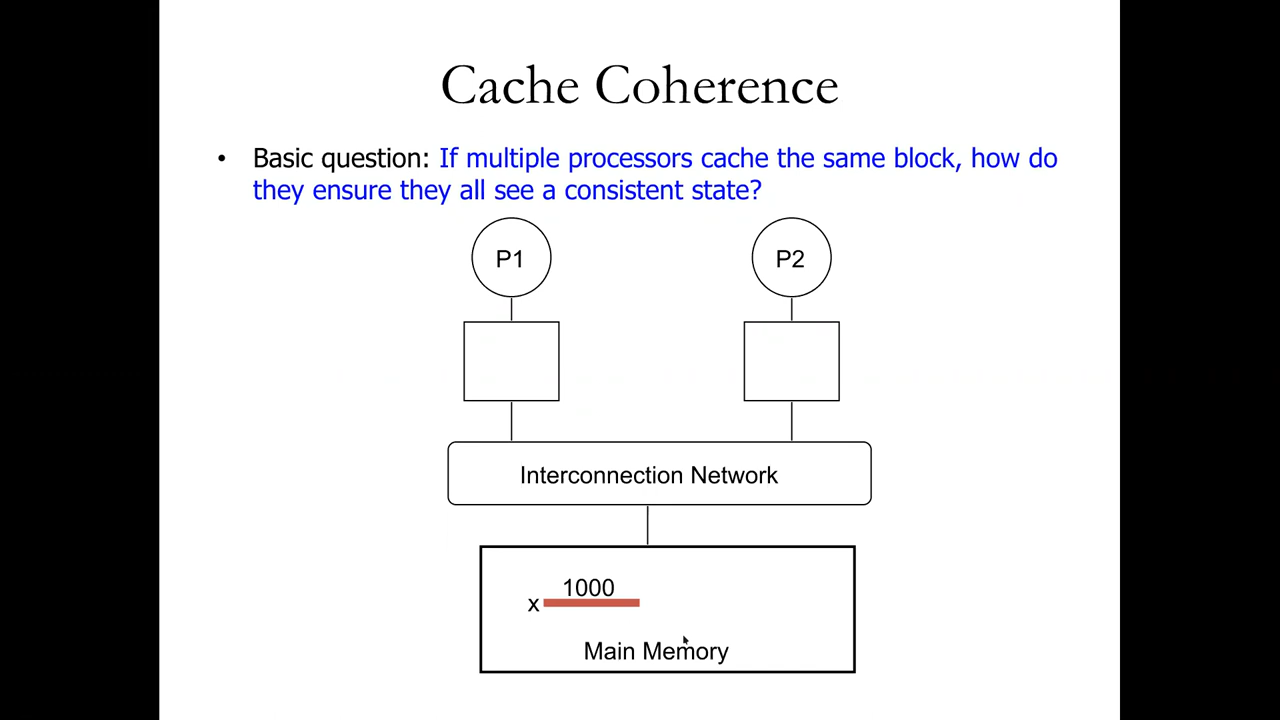 Cache Coherence
• Basic question: If multiple processors cache the same block, how do
they ensure they all see a consistent state?
P1
P2
Interconnection Network
1000
x
Main Memory